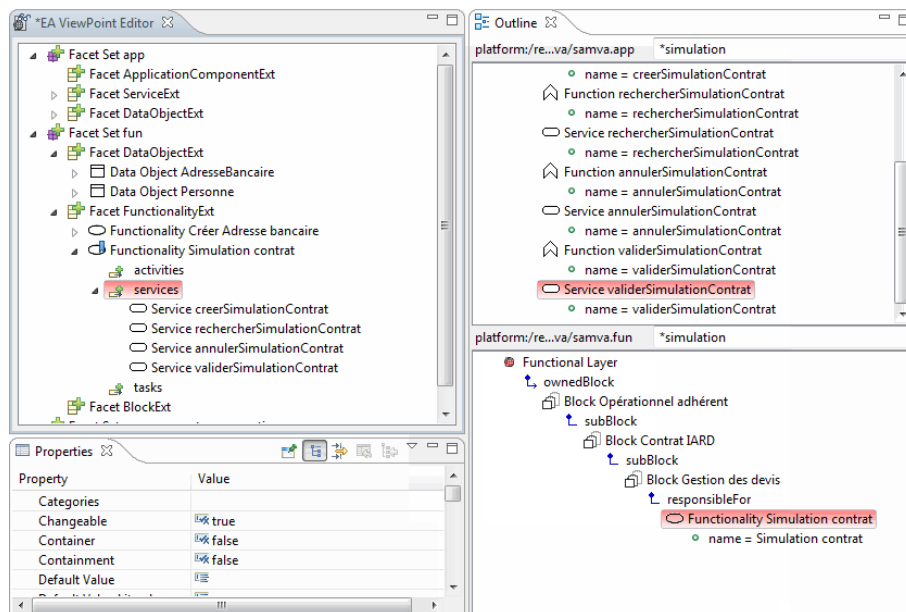 *EA ViewPoint Editor
Facet Set app
Facet ApplicationComponentExt
Facet ServiceExt
Facet DataObjectExt
Facet Set fun
Facet DataObjectExt
Data Object AdresseBancaire
Data Object Personne
Facet FunctionalityExt
Functionality Créer Adresse bancaire
Functionality Simulation contrat
activities
services
Service creerSimulationContrat
Service rechercherSimulationContrat
Service annulerSimulationContrat
Service validerSimulationContrat
tasks
Facet BlockExt
Properties
Property Value
Categories
Changeable true
Container false
Containment false
Default Value
Outline
platform:/re...va/samva.app *simulation
name = creerSimulationContrat
Function rechercherSimulationContrat
name = rechercherSimulationContrat
Service rechercherSimulationContrat
name = rechercherSimulationContrat
Function annulerSimulationContrat
name = annulerSimulationContrat
Service annulerSimulationContrat
name = annulerSimulationContrat
Function validerSimulationContrat
name = validerSimulationContrat
Service validerSimulationContrat
name = validerSimulationContrat
platform:/re...va/samva.fun *simulation
Functional Layer
ownedBlock
Block Opérationnel adhérent
subBlock
Block Contrat IARD
subBlock
Block Gestion des devis
responsibleFor
Functionality Simulation contrat
name = Simulation contrat